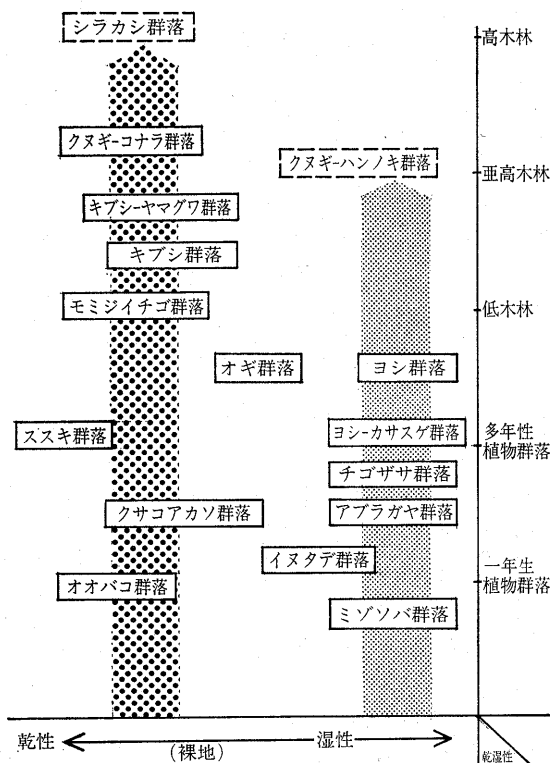 シラカシ群落
高木林
クヌギーコナラ群落
クヌギーハンノキ群落
亜高木林
キブシーヤマグワ群落
キブシ群落
モミジイチゴ群落
低木林
オギ群落
ヨシ群落
ススキ群落
ヨシーカサスゲ群落
多年性
植物群落
チゴザサ群落
クサコアカソ群落
アブラガヤ群落
イヌタデ群落
オオバコ群落
一年生
植物群落
ミゾソバ群落
乾性
(裸地)
湿性
乾湿性